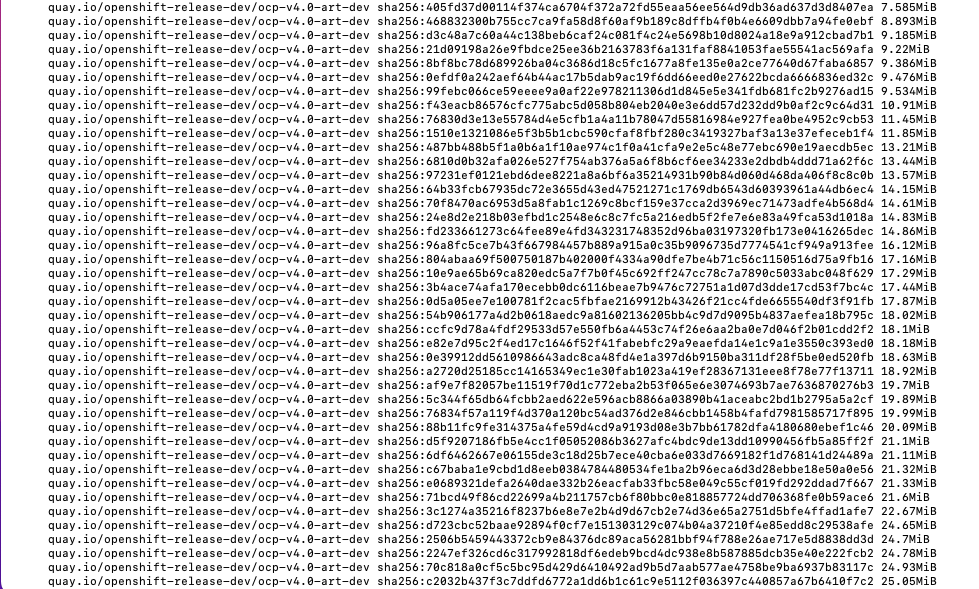 quay.io/openshift-release-dev/ocp-v4.0-art-dev sha256:405fd37d00114f374ca6704f372a72fd55eaa56ee564d9db36ad637d3d8407ea 7.585MiB
quay.io/openshift-release-dev/ocp-v4.0-art-dev sha256:468832300b755cc7ca9fa58d8f60af9b189c8dffb4f0b4e6609dbb7a94fe0ebf 8.893MiB
quay.io/openshift-release-dev/ocp-v4.0-art-dev sha256:d3c48a7c60a44c138beb6caf24c081f4c24e5698b10d8024a18e9a912cbad7b1 9.185MiB
quay.io/openshift-release-dev/ocp-v4.0-art-dev sha256:21d09198a26e9fbdce25ee36b2163783f6a131faf8841053fae55541ac569afa 9.22MiB
quay.io/openshift-release-dev/ocp-v4.0-art-dev sha256:8bf8bc78d689926ba04c3686d18c5fc1677a8fe135e0a2ce77640d67faba6857 9.386MiB
quay.io/openshift-release-dev/ocp-v4.0-art-dev sha256:0efdf0a242aef64b44ac17b5dab9ac19f6dd66eed0e27622bcda6666836ed32c 9.476MiB
quay.io/openshift-release-dev/ocp-v4.0-art-dev sha256:99febc066ce59eeee9a0af22e978211306d1d845e5e341fdb681fc2b9276ad15 9.534MiB
quay.io/openshift-release-dev/ocp-v4.0-art-dev sha256:f43eacb86576cfc775abc5d058b804eb2040e3e6dd57d232dd9b0af2c9c64d31 10.91MiB
quay.io/openshift-release-dev/ocp-v4.0-art-dev sha256:76830d3e13e55784d4e5cfb1a4a11b78047d55816984e927fea0be4952c9cb53 11.45MiB
quay.io/openshift-release-dev/ocp-v4.0-art-dev sha256:1510e1321086e5f3b5b1cbc590cfaf8fbf280c3419327baf3a13e37efeceb1f4 11.85MiB
quay.io/openshift-release-dev/ocp-v4.0-art-dev sha256:487bb488b5f1a0b6a1f10ae974c1f0a41cfa9e2e5c48e77ebc690e19aecdb5ec 13.21MiB
quay.io/openshift-release-dev/ocp-v4.0-art-dev sha256:6810d0b32afa026e527f754ab376a5a6f8b6cf6ee34233e2dbdb4ddd71a62f6c 13.44MiB
quay.io/openshift-release-dev/ocp-v4.0-art-dev sha256:97231ef0121ebd6dee8221a8a6bf6a35214931b90b84d060d468da406f8c8c0b 13.57MiB
quay.io/openshift-release-dev/ocp-v4.0-art-dev sha256:64b33fcb67935dc72e3655d43ed47521271c1769db6543d60393961a44db6ec4 14.15MiB
quay.io/openshift-release-dev/ocp-v4.0-art-dev sha256:70f8470ac6953d5a8fab1c1269c8bcf159e37cca2d3969ec71473adfe4b568d4 14.61MiB
quay.io/openshift-release-dev/ocp-v4.0-art-dev sha256:24e8d2e218b03efbd1c2548e6c8c7fc5a216edb5f2fe7e6e83a49fca53d1018a 14.83MiB
quay.io/openshift-release-dev/ocp-v4.0-art-dev sha256:fd233661273c64fee89e4fd343231748352d96ba03197320fb173e0416265dec 14.86MiB
quay.io/openshift-release-dev/ocp-v4.0-art-dev sha256:96a8fc5ce7b43f667984457b889a915a0c35b9096735d7774541cf949a913fee 16.12MiB
quay.io/openshift-release-dev/ocp-v4.0-art-dev sha256:804abaa69f500750187b402000f4334a90dfe7be4b71c56c1150516d75a9fb16 17.16MiB
quay.io/openshift-release-dev/ocp-v4.0-art-dev sha256:10e9ae65b69ca820edc5a7f7b0f45c692ff247cc78c7a7890c5033abc048f629 17.29MiB
quay.io/openshift-release-dev/ocp-v4.0-art-dev sha256:3b4ace74afa170ecebb0dc6116beae7b9476c72751a1d07d3dde17cd53f7bc4c 17.44MiB
quay.io/openshift-release-dev/ocp-v4.0-art-dev sha256:0d5a05ee7e100781f2cac5fbfae2169912b43426f21cc4fde6655540df3f91fb 17.87MiB
quay.io/openshift-release-dev/ocp-v4.0-art-dev sha256:54b906177a4d2b0618aedc9a81602136205bb4c9d7d9095b4837aefea18b795c 18.02MiB
quay.io/openshift-release-dev/ocp-v4.0-art-dev sha256:ccfc9d78a4fdf29533d57e550fb6a4453c74f26e6aa2ba0e7d046f2b01cdd2f2 18.1MiB
quay.io/openshift-release-dev/ocp-v4.0-art-dev sha256:e82e7d95c2f4ed17c1646f52f41fabebfc29a9eaefda14e1c9a1e3550c393ed0 18.18MiB
quay.io/openshift-release-dev/ocp-v4.0-art-dev sha256:0e39912dd5610986643adc8ca48fd4e1a397d6b9150ba311df28f5be0ed520fb 18.63MiB
quay.io/openshift-release-dev/ocp-v4.0-art-dev sha256:a2720d25185cc14165349ec1e30fab1023a419ef28367131eee8f78e77f13711 18.92MiB
quay.io/openshift-release-dev/ocp-v4.0-art-dev sha256:af9e7f82057be11519f70d1c772eba2b53f065e6e3074693b7ae7636870276b3 19.7MiB
quay.io/openshift-release-dev/ocp-v4.0-art-dev sha256:5c344f65db64fcbb2aed622e596acb8866a03890b41aceabc2bd1b2795a5a2cf 19.89MiB
quay.io/openshift-release-dev/ocp-v4.0-art-dev sha256:76834f57a119f4d370a120bc54ad376d2e846cbb1458b4fafd7981585717f895 19.99MiB
quay.io/openshift-release-dev/ocp-v4.0-art-dev sha256:88b11fc9fe314375a4fe59d4cd9a9193d08e3b7bb61782dfa4180680ebef1c46 20.09MiB
quay.io/openshift-release-dev/ocp-v4.0-art-dev sha256:d5f9207186fb5e4cc1f05052086b3627afc4bdc9de13dd10990456fb5a85ff2f 21.1MiB
quay.io/openshift-release-dev/ocp-v4.0-art-dev sha256:6df6462667e06155de3c18d25b7ece40cba6e033d7669182f1d768141d24489a 21.11MiB
quay.io/openshift-release-dev/ocp-v4.0-art-dev sha256:c67baba1e9cbd1d8eeb0384784480534fe1ba2b96eca6d3d28ebbe18e50a0e56 21.32MiB
quay.io/openshift-release-dev/ocp-v4.0-art-dev sha256:e0689321defa2640dae332b26eacfab33fbc58e049c55cf019fd292ddad7f667 21.33MiB
quay.io/openshift-release-dev/ocp-v4.0-art-dev sha256:71bcd49f86cd22699a4b211757cb6f80bbc0e818857724dd706368fe0b59ace6 21.6MiB
quay.io/openshift-release-dev/ocp-v4.0-art-dev sha256:3c1274a35216f8237b6e8e7e2b4d9d67cb2e74d36e65a2751d5bfe4ffad1afe7 22.67MiB
quay.io/openshift-release-dev/ocp-v4.0-art-dev sha256:d723cbc52baae92894f0cf7e151303129c074b04a37210f4e85edd8c29538afe 24.65MiB
quay.io/openshift-release-dev/ocp-v4.0-art-dev sha256:2506b5459443372cb9e84376dc89aca56281bbf94f788e26ae717e5d8838dd3d 24.7MiB
quay.io/openshift-release-dev/ocp-v4.0-art-dev sha256:2247ef326cd6c317992818df6edeb9bcd4dc938e8b587885dcb35e40e222fcb2 24.78MiB
quay.io/openshift-release-dev/ocp-v4.0-art-dev sha256:70c818a0cf5c5bc95d429d6410492ad9b5d7aab577ae4758be9ba6937b83117c 24.93MiB
quay.io/openshift-release-dev/ocp-v4.0-art-dev sha256:c2032b437f3c7ddfd6772a1dd6b1c61c9e5112f036397c440857a67b6410f7c2 25.05MiB